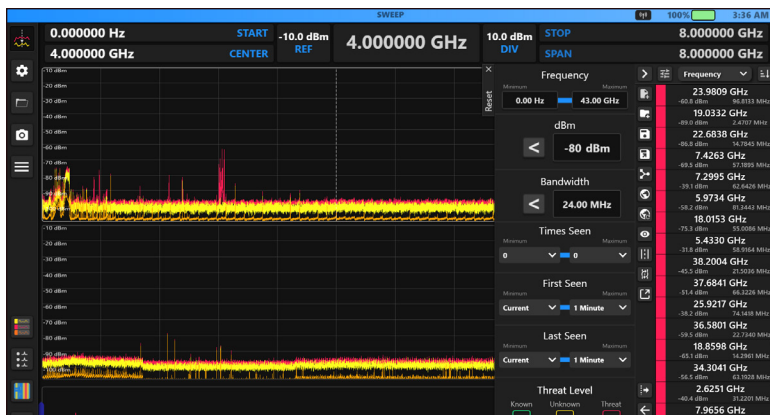 SWEEP
100%
3:36 AM
0.000000 Hz START
4.000000 GHz CENTER
-10.0 dBm
REF
4.000000 GHz
10.0 dBm
DIV
STOP 8.000000 GHz
SPAN 8.000000 GHz
-10 dBm
-20 dBm
-30 dBm
-40 dBm
-50 dBm
-60 dBm
-70 dBm
-80 dBm
-90 dBm
-10 dBm
-20 dBm
-30 dBm
-40 dBm
-50 dBm
-60 dBm
-70 dBm
-80 dBm
-90 dBm
-100 dBm
Reset
Frequency
Minimum Maximum
0.00 Hz 43.00 GHz
dBm
< -80 dBm
Bandwidth
< 24.00 MHz
Times Seen
Minimum Maximum
0 0
First Seen
Minimum Maximum
Current 1 Minute
Last Seen
Minimum Maximum
Current 1 Minute
Threat Level
Known Unknown Threat
Frequency
23.9809 GHz
-60.8 dBm 96.8133 MHz
19.0332 GHz
-89.0 dBm 2.4707 MHz
22.6838 GHz
-86.8 dBm 14.7845 MHz
7.4263 GHz
-69.5 dBm 57.1895 MHz
7.2995 GHz
-39.1 dBm 62.6426 MHz
5.9734 GHz
-58.2 dBm 81.3443 MHz
18.0153 GHz
-75.3 dBm 55.0086 MHz
5.4330 GHz
-31.8 dBm 58.9164 MHz
38.2004 GHz
-45.5 dBm 21.5036 MHz
37.6841 GHz
-51.4 dBm 66.3226 MHz
25.9217 GHz
-38.2 dBm 74.1418 MHz
36.5801 GHz
-59.5 dBm 22.7340 MHz
18.8598 GHz
-65.1 dBm 14.2961 MHz
34.3041 GHz
-56.5 dBm 63.1928 MHz
2.6251 GHz
-40.4 dBm 31.2201 MHz
7.9656 GHz